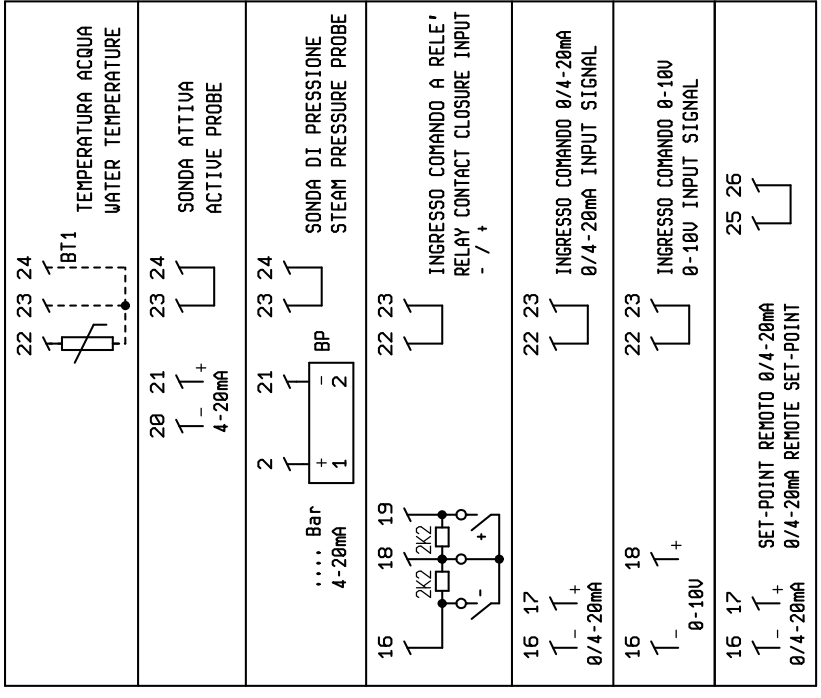 22 23 24
BT1
TEMPERATURA ACQUA
WATER TEMPERATURE
20 21
- +
4-20mA
23 24
SONDA ATTIVA
ACTIVE PROBE
.... Bar
4-20mA
2 21
+ -
1 2
BP
23 24
SONDA DI PRESSIONE
STEAM PRESSURE PROBE
16 18 19
2K2 2K2
- +
22 23
INGRESSO COMANDO A RELE'
RELAY CONTACT CLOSURE INPUT
- / +
16 17
- +
0/4-20mA
22 23
INGRESSO COMANDO 0/4-20mA
0/4-20mA INPUT SIGNAL
16 18
- +
0-10V
22 23
INGRESSO COMANDO 0-10V
0-10V INPUT SIGNAL
16 17
- +
0/4-20mA
SET-POINT REMOTO 0/4-20mA
0/4-20mA REMOTE SET-POINT
25 26